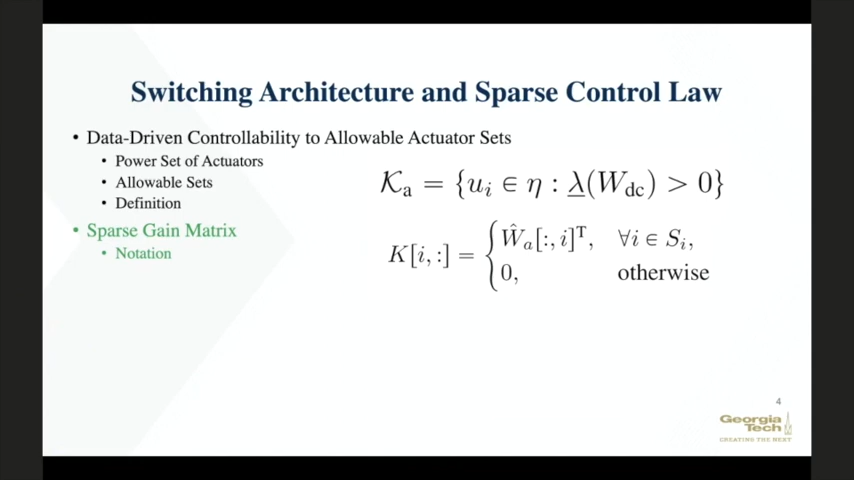 Switching Architecture and Sparse Control Law
• Data-Driven Controllability to Allowable Actuator Sets
• Power Set of Actuators
• Allowable Sets
• Definition
• Sparse Gain Matrix
• Notation
𝒦ₐ = {uᵢ ∈ η : λ̲(W_dc) > 0}
K[i, :] = { Ŵₐ[:, i]ᵀ, ∀i ∈ Sᵢ,
0, otherwise
4
Georgia
Tech
CREATING THE NEXT